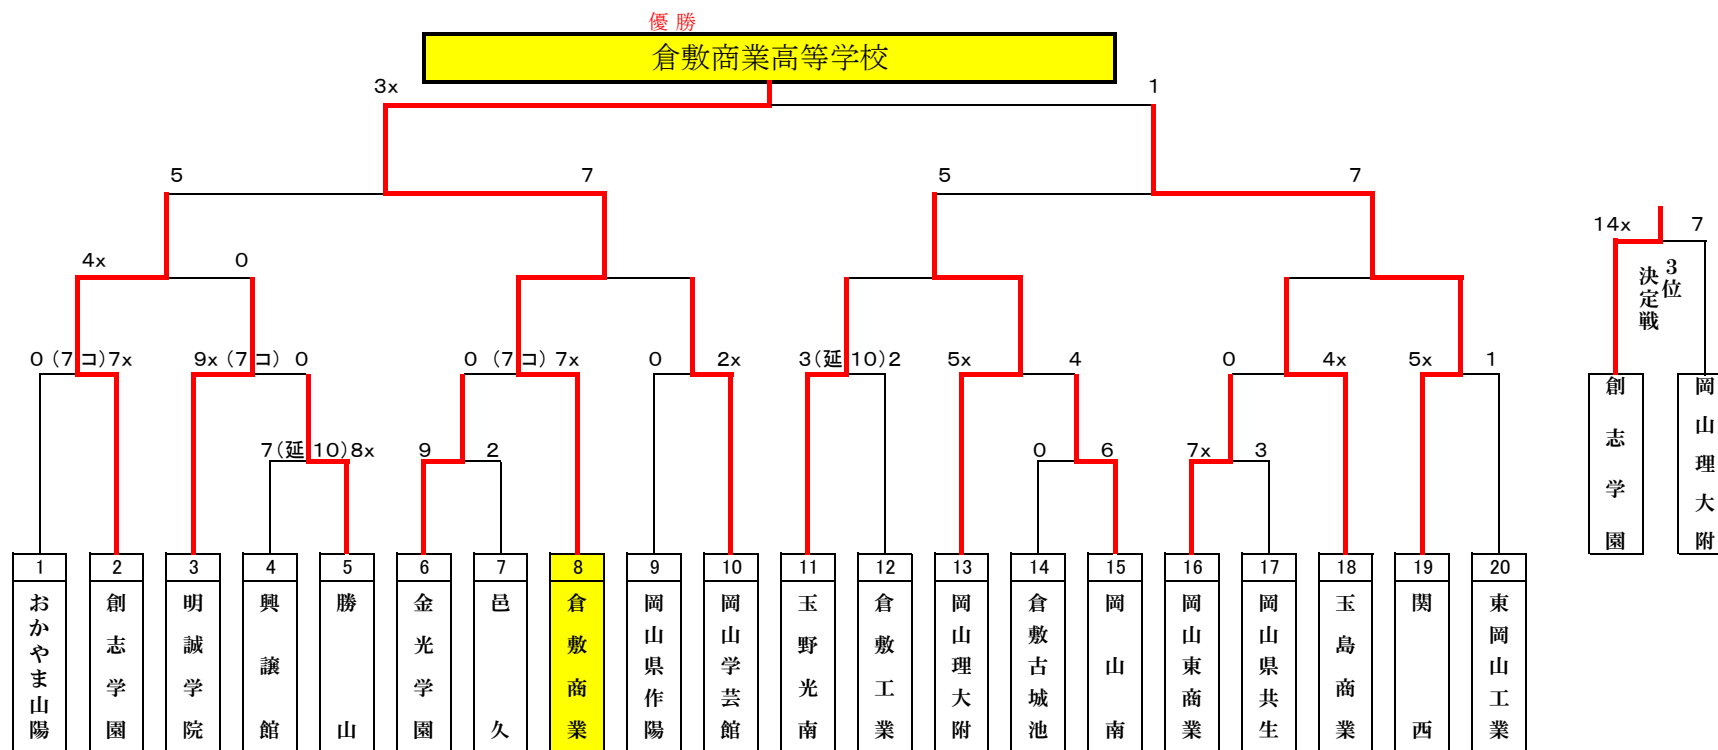 優 勝
倉敷商業高等学校
3x
1
5
7
5
7
4x
0
14x
7
3位
決定戦
0 (7 コ)7x
9x (7 コ) 0
0 (7 コ) 7x
0
2x
3(延 10)2
5x
4
0
4x
5x
1
7(延 10)8x
9
2
0
6
7x
3
創志学園
岡山理大附
1
2
3
4
5
6
7
8
9
10
11
12
13
14
15
16
17
18
19
20
おかやま山陽
創志学園
明誠学院
興譲館
勝山
金光学園
邑久
倉敷商業
岡山県作陽
岡山学芸館
玉野光南
倉敷工業
岡山理大附
倉敷古城池
岡山南
岡山東商業
岡山県共生
玉島商業
関西
東岡山工業